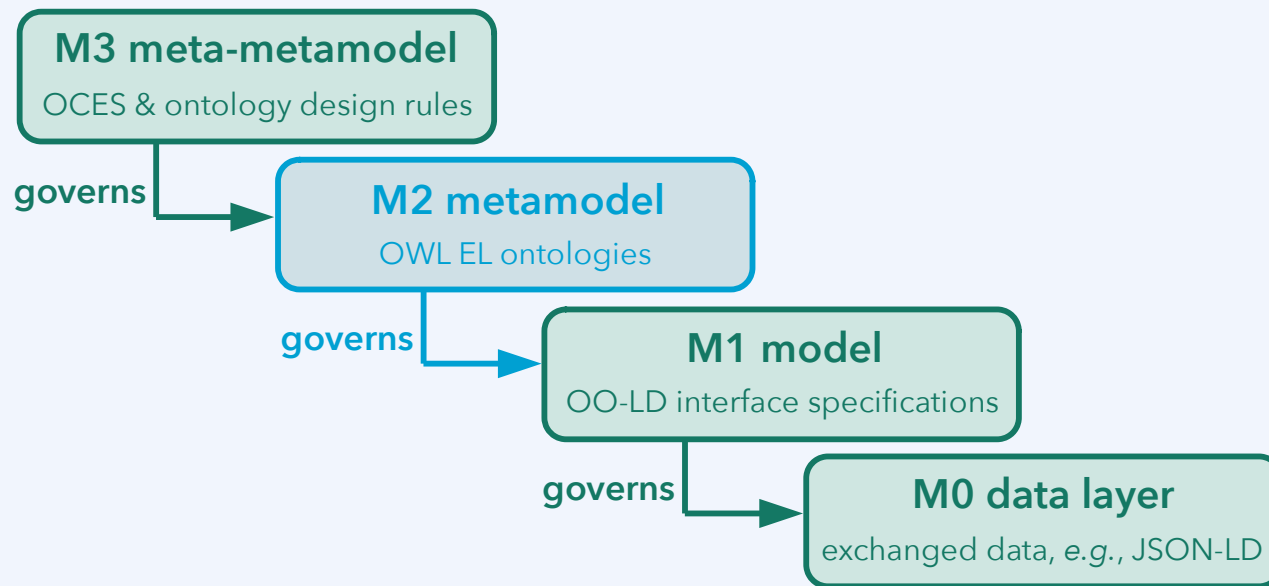 M3 meta-metamodel
OCES & ontology design rules
governs
M2 metamodel
OWL EL ontologies
governs
M1 model
OO-LD interface specifications
governs
M0 data layer
exchanged data, e.g., JSON-LD